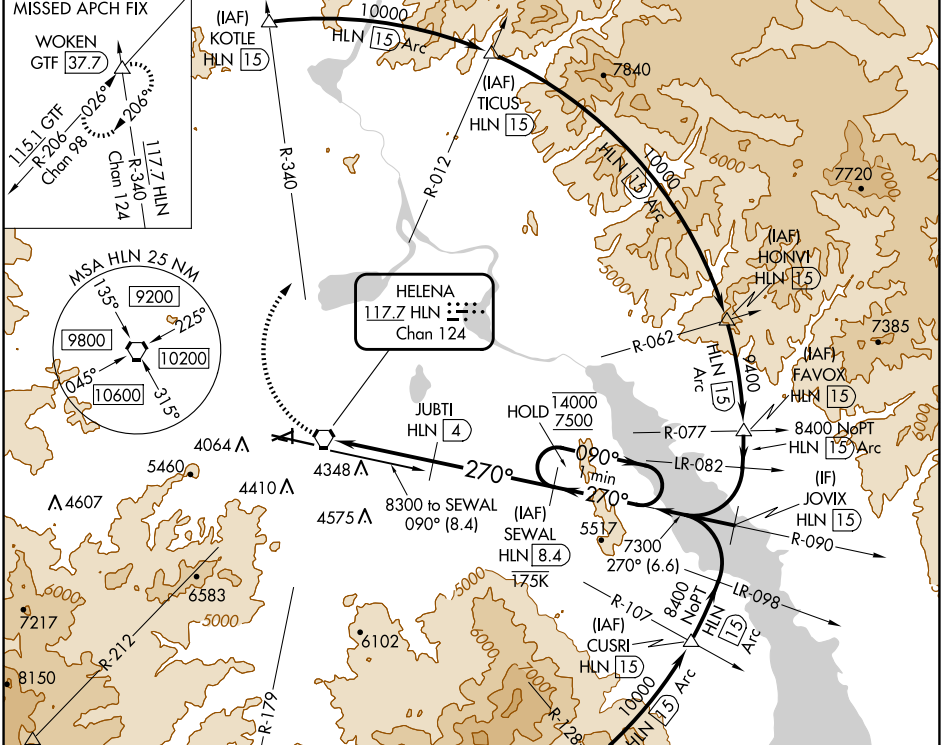 MISSED APCH FIX
WOKEN
GTF 37.7
026°
206°
115.1 GTF
R-206
Chan 98
117.7 HLN
R-340
Chan 124
(IAF)
KOTLE
HLN 15
10000
HLN 15 Arc
(IAF)
TICUS
HLN 15
7840
R-340
R-012
10000
HLN 15 Arc
6000
7720
5000
(IAF)
HONVI
HLN 15
MSA HLN 25 NM
135°
9200
225°
9800
10200
045°
10600
315°
HELENA
117.7 HLN
Chan 124
R-062
7385
9400
HLN 15
Arc
(IAF)
FAVOX
HLN 15
JUBTI
HLN 4
HOLD
14000
7500
R-077
8400 NoPT
HLN 15 Arc
4064
4348
270°
090°
1 min
270°
LR-082
5460
4410
4607
4575
8300 to SEWAL
090° (8.4)
(IAF)
SEWAL
HLN 8.4
175K
5517
7300
270° (6.6)
(IF)
JOVIX
HLN 15
R-090
6583
6000
5000
5000
7217
R-212
6102
R-107
8400
NoPT
HLN 15
Arc
LR-098
(IAF)
CUSRI
HLN 15
8150
R-179
R-128
10000
HLN 15 Arc